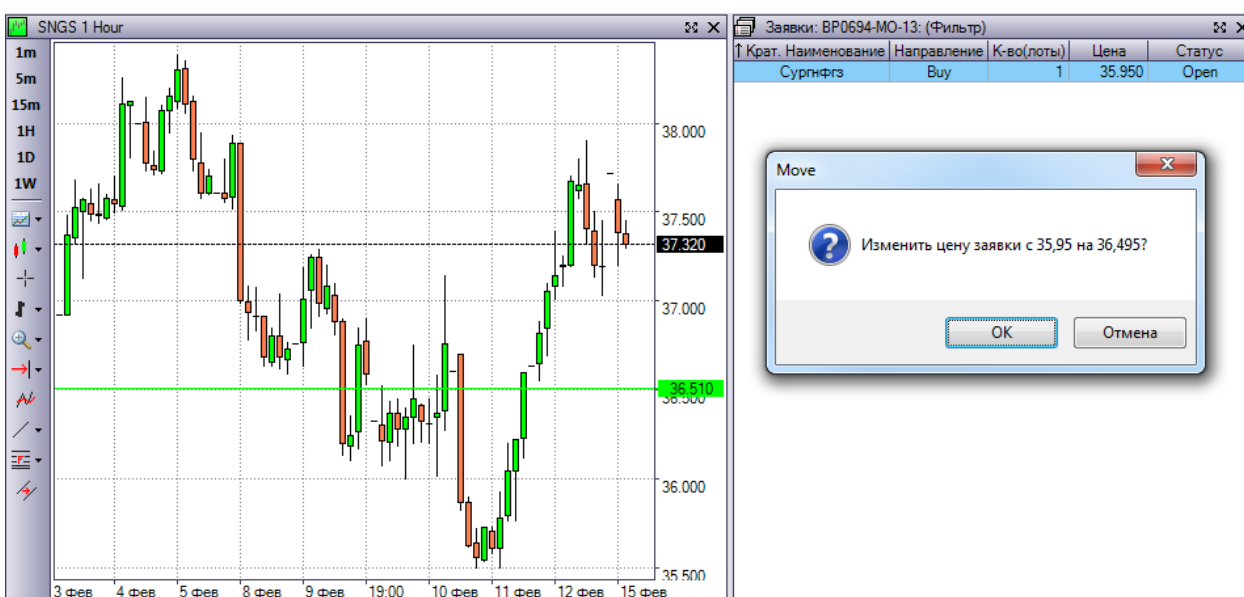 SNGS 1 Hour
1m
5m
15m
1H
1D
1W
38.000
37.500
37.320
37.000
36.510
36.500
36.000
35.500
3 фев 4 фев 5 фев 8 фев 9 фев 19:00 10 фев 11 фев 12 фев 15 фев
Заявки: BP0694-MO-13: (Фильтр)
↑ Крат. Наименование Направление К-во(лоты) Цена Статус
Сургнфгз Buy 1 35.950 Open
Move
Изменить цену заявки с 35,95 на 36,495?
OK Отмена